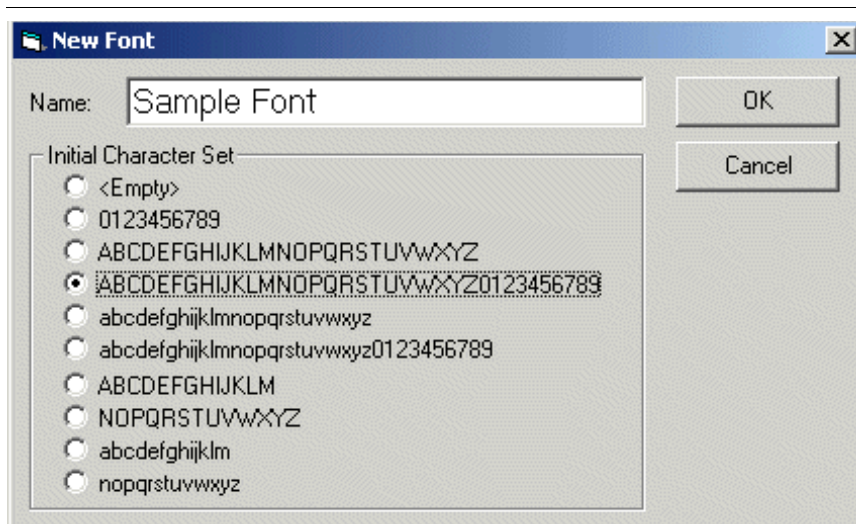 New Font
Name: Sample Font
OK
Initial Character Set
Cancel
<Empty>
0123456789
ABCDEFGHIJKLMNOPQRSTUVWXYZ
ABCDEFGHIJKLMNOPQRSTUVWXYZ0123456789
abcdefghijklmnopqrstuvwxyz
abcdefghijklmnopqrstuvwxyz0123456789
ABCDEFGHIJKLM
NOPQRSTUVWXYZ
abcdefghijklm
nopqrstuvwxyz